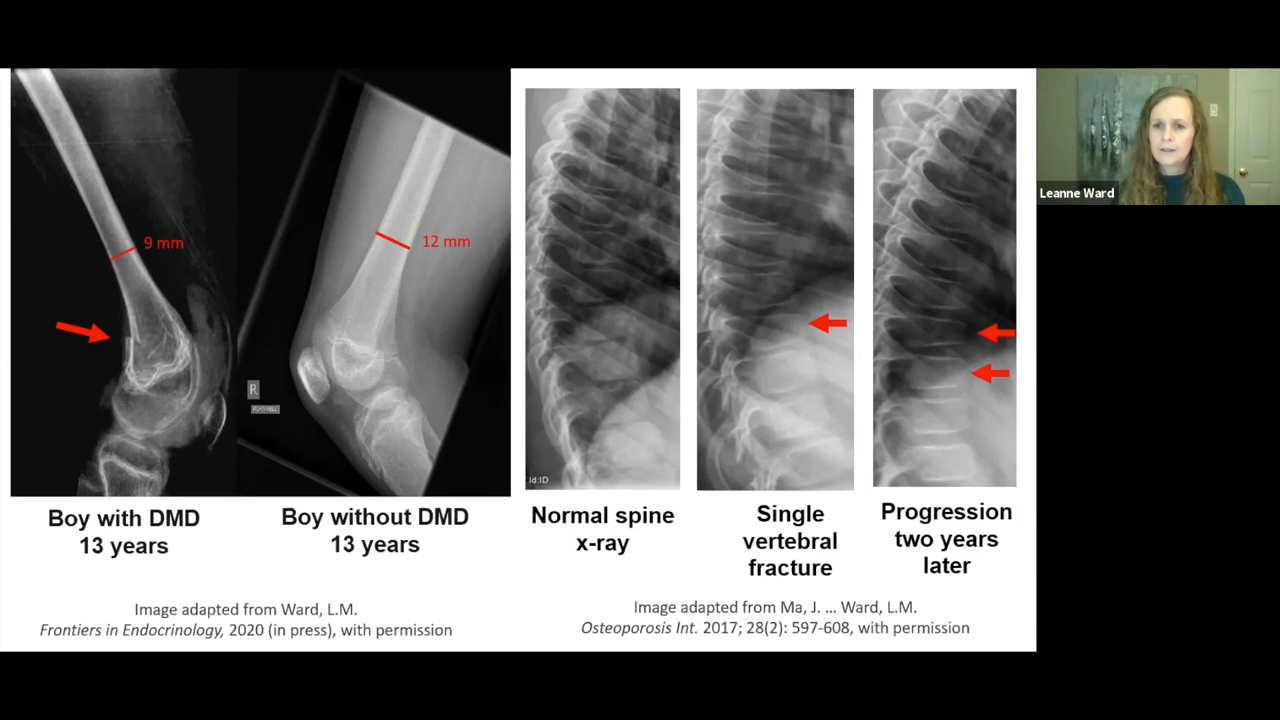 9 mm
12 mm
R
Id:ID
Boy with DMD
13 years
Boy without DMD
13 years
Normal spine
x-ray
Single
vertebral
fracture
Progression
two years
later
Image adapted from Ward, L.M.
Frontiers in Endocrinology, 2020 (in press), with permission
Image adapted from Ma, J. … Ward, L.M.
Osteoporosis Int. 2017; 28(2): 597-608, with permission
Leanne Ward